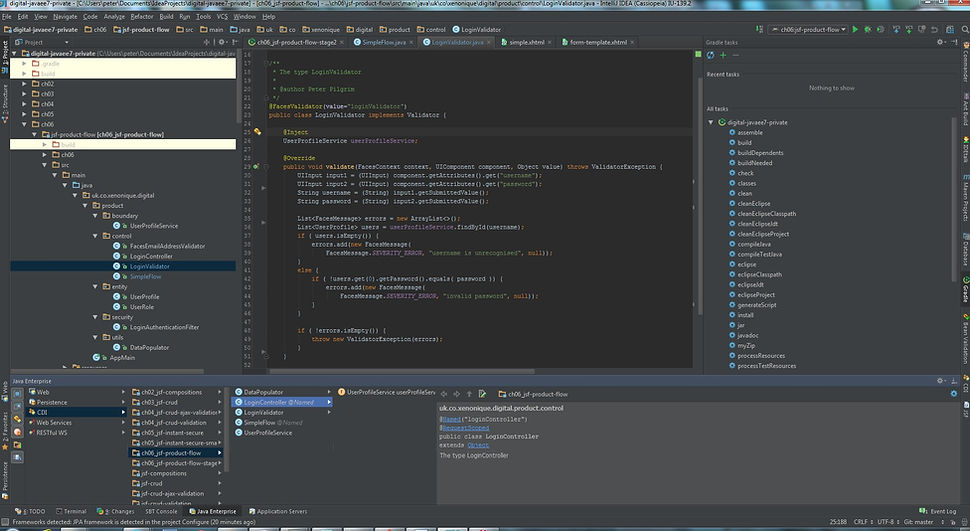 digital-javaee7-private - [C:\Users\peter\Documents\IdeaProjects\digital-javaee7-private] - [ch06_jsf-product-flow] - ...\ch06\jsf-product-flow\src\main\java\uk\co\xenonique\digital\product\control\LoginValidator.java - IntelliJ IDEA (Cassiopeia) IU-139.2
File Edit View Navigate Code Analyze Refactor Build Run Tools VCS Window Help
digital-javaee7-private ch06 jsf-product-flow src main java uk co xenonique digital product control LoginValidator ch06:jsf-product-flow
Project
digital-javaee7-private (C:\Users\peter\Documents\IdeaProjects\digital-jav
.gradle
build
ch02
ch03
ch04
ch05
ch06
jsf-product-flow [ch06_jsf-product-flow]
build
ch06
src
main
java
uk.co.xenonique.digital
product
boundary
UserProfileService
control
FacesEmailAddressValidator
LoginController
LoginValidator
SimpleFlow
entity
UserProfile
UserRole
security
LoginAuthenticationFilter
utils
DataPopulator
AppMain
ch06_jsf-product-flow-stage2 SimpleFlow.java LoginValidator.java simple.xhtml form-template.xhtml
/**
* The type LoginValidator
*
* @author Peter Pilgrim
*/
@FacesValidator(value="loginValidator")
public class LoginValidator implements Validator {
@Inject
UserProfileService userProfileService;
@Override
public void validate(FacesContext context, UIComponent component, Object value) throws ValidatorException {
UIInput input1 = (UIInput) component.getAttributes().get("username");
UIInput input2 = (UIInput) component.getAttributes().get("password");
String username = (String) input1.getSubmittedValue();
String password = (String) input2.getSubmittedValue();
List<FacesMessage> errors = new ArrayList<>();
List<UserProfile> users = userProfileService.findById(username);
if ( users.isEmpty()) {
errors.add(new FacesMessage(
FacesMessage.SEVERITY_ERROR, "username is unrecognised", null));
}
else {
if ( !users.get(0).getPassword().equals( password )) {
errors.add(new FacesMessage(
FacesMessage.SEVERITY_ERROR, "invalid password", null));
}
}
if ( !errors.isEmpty()) {
throw new ValidatorException(errors);
}
}
Gradle tasks
Recent tasks
Nothing to show
All tasks
digital-javaee7-private
assemble
build
buildDependents
buildNeeded
check
classes
clean
cleanEclipse
cleanEclipseClasspath
cleanEclipseJdt
cleanEclipseProject
compileJava
compileTestJava
eclipse
eclipseClasspath
eclipseJdt
eclipseProject
generateScript
install
jar
javadoc
myZip
processResources
processTestResources
Java Enterprise
Web
Persistence
CDI
Web Services
RESTful WS
ch02_jsf-compositions
ch03_jsf-crud
ch04_jsf-crud-ajax-validation
ch04_jsf-crud-validation
ch05_jsf-instant-secure
ch05_jsf-instant-secure-sma
ch06_jsf-product-flow
ch06_jsf-product-flow-stage
jsf-compositions
jsf-crud
jsf-crud-ajax-validation
jsf-crud-validation
DataPopulator
LoginController @Named
LoginValidator
SimpleFlow @Named
UserProfileService
UserProfileService userProfileServ
ch06_jsf-product-flow
uk.co.xenonique.digital.product.control
@Named("loginController")
@RequestScoped
public class LoginController
extends Object
The type LoginController
6: TODO Terminal 9: Changes SBT Console Java Enterprise Application Servers Event Log
Frameworks detected: JPA framework is detected in the project Configure (20 minutes ago) 25:188 CRLF UTF-8 Git: master